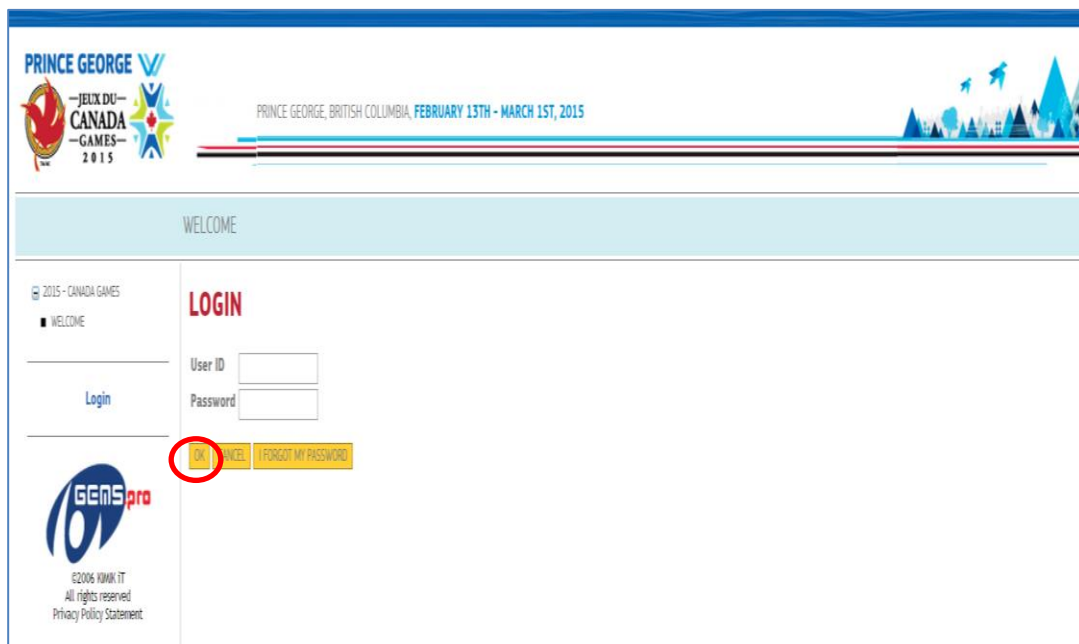 PRINCE GEORGE
JEUX DU
CANADA
GAMES
2015
PRINCE GEORGE, BRITISH COLUMBIA, FEBRUARY 13TH - MARCH 1ST, 2015
WELCOME
2015 - CANADA GAMES
WELCOME
Login
LOGIN
User ID
Password
OK
CANCEL
I FORGOT MY PASSWORD
GEMS pro
©2006 KIMIK iT
All rights reserved
Privacy Policy Statement